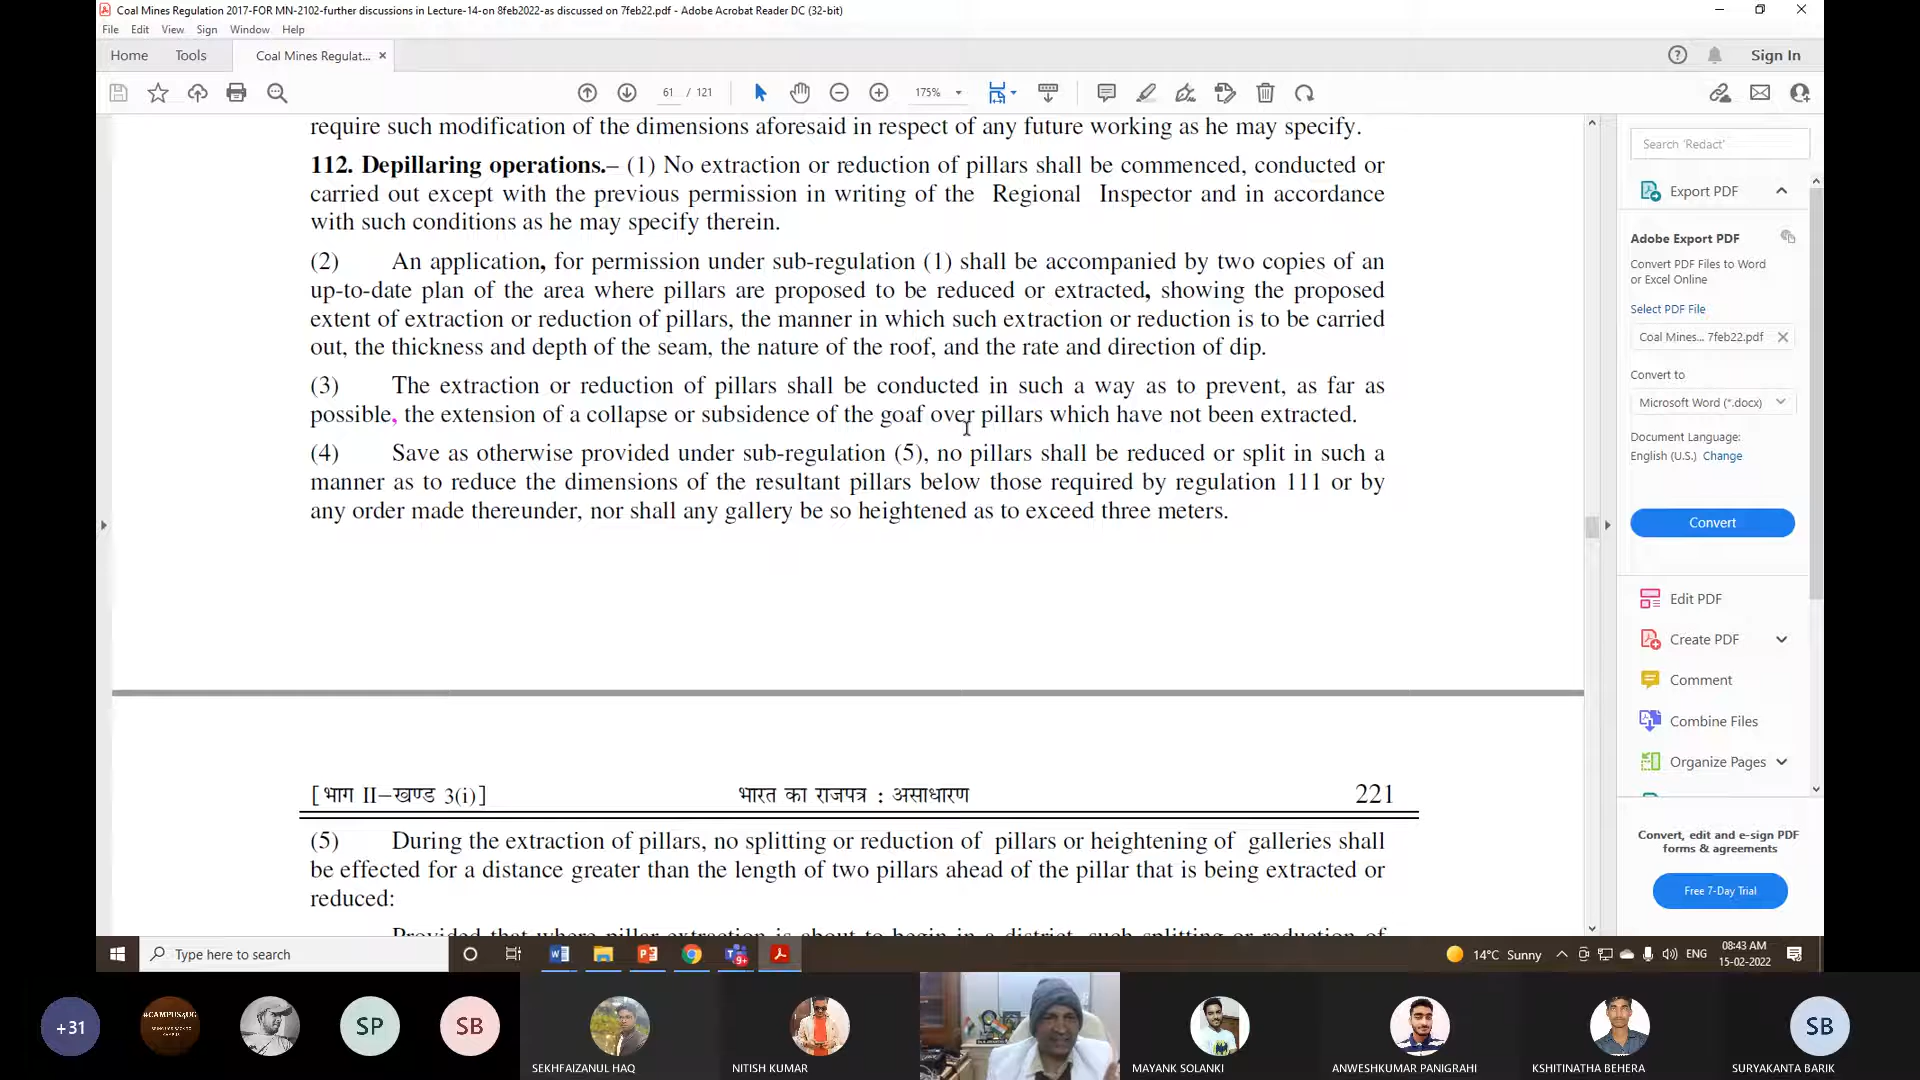 Coal Mines Regulation 2017-FOR MN-2102-further discussions in Lecture-14-on 8feb2022-as discussed on 7feb22.pdf - Adobe Acrobat Reader DC (32-bit)
File Edit View Sign Window Help
Home Tools Coal Mines Regulat... Sign In
61 / 121 175%
require such modification of the dimensions aforesaid in respect of any future working as he may specify.
112. Depillaring operations.– (1) No extraction or reduction of pillars shall be commenced, conducted or
carried out except with the previous permission in writing of the Regional Inspector and in accordance
with such conditions as he may specify therein.
(2) An application, for permission under sub-regulation (1) shall be accompanied by two copies of an
up-to-date plan of the area where pillars are proposed to be reduced or extracted, showing the proposed
extent of extraction or reduction of pillars, the manner in which such extraction or reduction is to be carried
out, the thickness and depth of the seam, the nature of the roof, and the rate and direction of dip.
(3) The extraction or reduction of pillars shall be conducted in such a way as to prevent, as far as
possible, the extension of a collapse or subsidence of the goaf over pillars which have not been extracted.
(4) Save as otherwise provided under sub-regulation (5), no pillars shall be reduced or split in such a
manner as to reduce the dimensions of the resultant pillars below those required by regulation 111 or by
any order made thereunder, nor shall any gallery be so heightened as to exceed three meters.
[भाग II–खण्ड 3(i)] भारत का राजपत्र : असाधारण 221
(5) During the extraction of pillars, no splitting or reduction of pillars or heightening of galleries shall
be effected for a distance greater than the length of two pillars ahead of the pillar that is being extracted or
reduced:
Provided that where pillar extraction is about to begin in a district, such splitting or reduction of
Search 'Redact'
Export PDF
Adobe Export PDF
Convert PDF Files to Word
or Excel Online
Select PDF File
Coal Mines... 7feb22.pdf
Convert to
Microsoft Word (*.docx)
Document Language:
English (U.S.) Change
Convert
Edit PDF
Create PDF
Comment
Combine Files
Organize Pages
Convert, edit and e-sign PDF
forms & agreements
Free 7-Day Trial
Type here to search
9+
14°C Sunny
ENG
08:43 AM
15-02-2022
+31
#CAMPUS4UG
SP
SB
SEKHFAIZANUL HAQ
NITISH KUMAR
MAYANK SOLANKI
ANWESHKUMAR PANIGRAHI
KSHITINATHA BEHERA
SB
SURYAKANTA BARIK